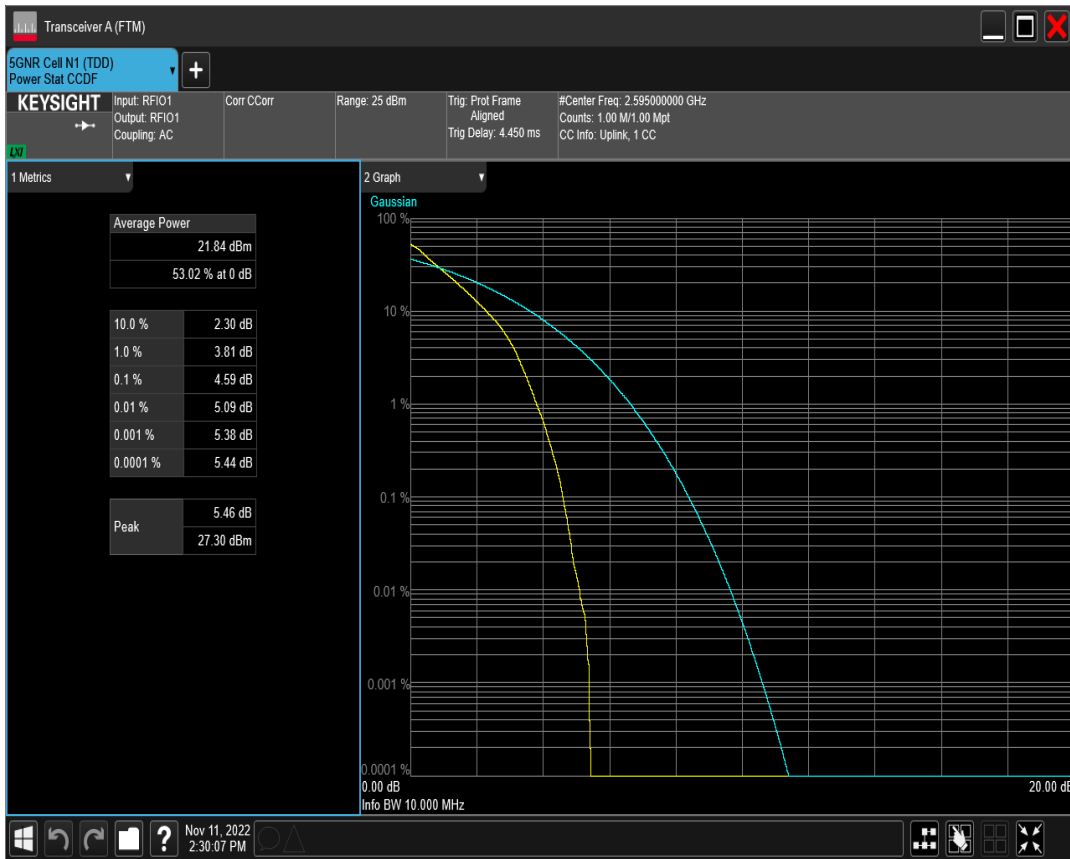 Transceiver A (FTM)
5GNR Cell N1 (TDD)
Power Stat CCDF
+
KEYSIGHT
LXI
Input: RFIO1
Output: RFIO1
Coupling: AC
Corr CCorr
Range: 25 dBm
Trig: Prot Frame
Aligned
Trig Delay: 4.450 ms
#Center Freq: 2.595000000 GHz
Counts: 1.00 M/1.00 Mpt
CC Info: Uplink, 1 CC
1 Metrics
Average Power
21.84 dBm
53.02 % at 0 dB
10.0 % 2.30 dB
1.0 % 3.81 dB
0.1 % 4.59 dB
0.01 % 5.09 dB
0.001 % 5.38 dB
0.0001 % 5.44 dB
Peak
5.46 dB
27.30 dBm
2 Graph
Gaussian
100 %
10 %
1 %
0.1 %
0.01 %
0.001 %
0.0001 %
0.00 dB 20.00 dB
Info BW 10.000 MHz
?
Nov 11, 2022
2:30:07 PM